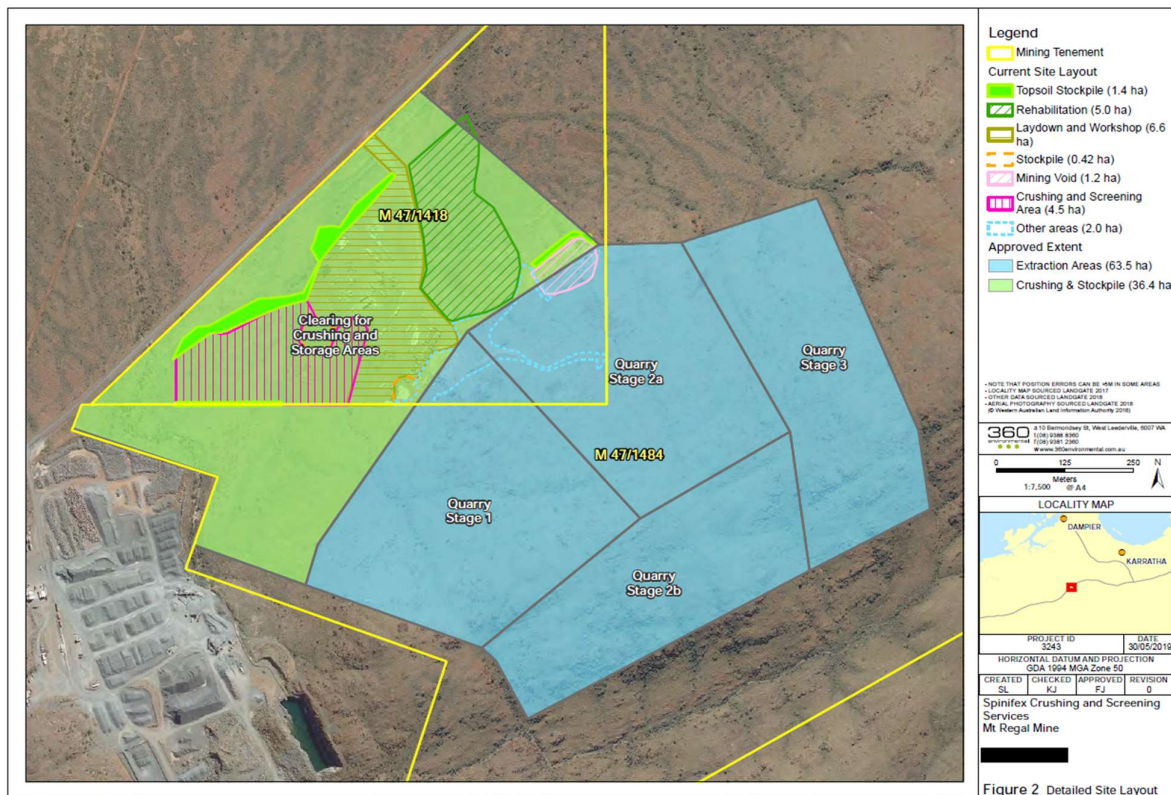 M 47/1418
Clearing for
Crushing and
Storage Areas
Quarry
Stage 2a
Quarry
Stage 3
M 47/1484
Quarry
Stage 1
Quarry
Stage 2b
Legend
Mining Tenement
Current Site Layout
Topsoil Stockpile (1.4 ha)
Rehabilitation (5.0 ha)
Laydown and Workshop (6.6
ha)
Stockpile (0.42 ha)
Mining Void (1.2 ha)
Crushing and Screening
Area (4.5 ha)
Other areas (2.0 ha)
Approved Extent
Extraction Areas (63.5 ha)
Crushing & Stockpile (36.4 ha
- NOTE THAT POSITION ERRORS CAN BE >5M IN SOME AREAS
- LOCALITY MAP SOURCED LANDGATE 2017
- OTHER DATA SOURCED LANDGATE 2018
- AERIAL PHOTOGRAPHY SOURCED LANDGATE 2018
(© Western Australian Land Information Authority 2018)
360
environmental
a 10 Bermondsey St, West Leederville, 6007 WA
t (08) 9388 8360
f (08) 9381 2360
w www.360environmental.com.au
0 125 250
Meters
1:7,500 @ A4
N
LOCALITY MAP
DAMPIER
KARRATHA
PROJECT ID DATE
3243 30/05/2019
HORIZONTAL DATUM AND PROJECTION
GDA 1994 MGA Zone 50
CREATED CHECKED APPROVED REVISION
SL KJ FJ 0
Spinifex Crushing and Screening
Services
Mt Regal Mine
Figure 2 Detailed Site Layout